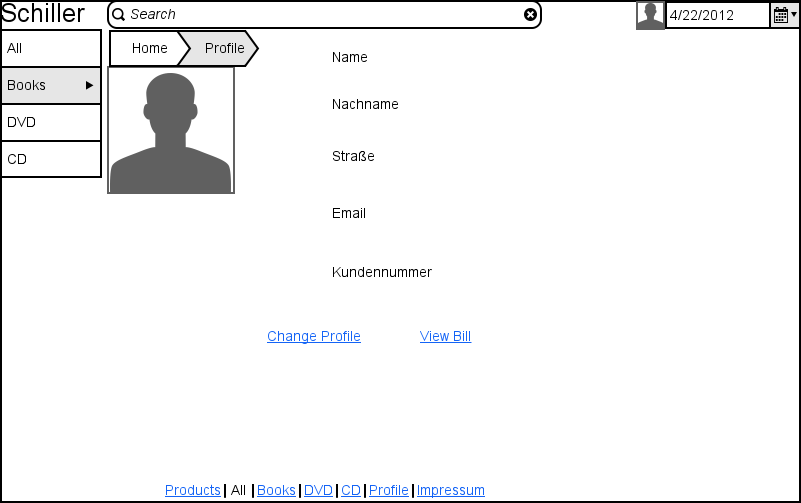 Schiller
Search
4/22/2012
All
Books
DVD
CD
Home
Profile
Name
Nachname
Straße
Email
Kundennummer
Change Profile
View Bill
Products | All | Books | DVD | CD | Profile | Impressum